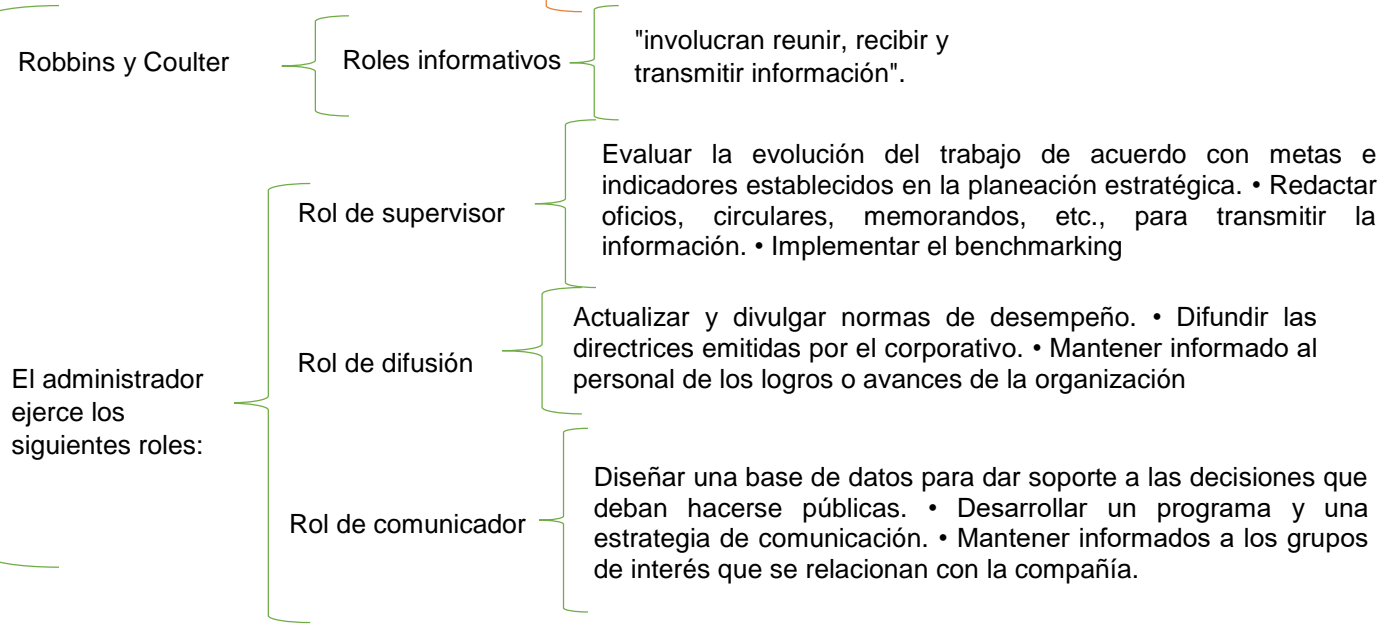 Robbins y Coulter
Roles informativos
"involucran reunir, recibir y
transmitir información".
El administrador
ejerce los
siguientes roles:
Rol de supervisor
Evaluar la evolución del trabajo de acuerdo con metas e
indicadores establecidos en la planeación estratégica. • Redactar
oficios, circulares, memorandos, etc., para transmitir la
información. • Implementar el benchmarking
Rol de difusión
Actualizar y divulgar normas de desempeño. • Difundir las
directrices emitidas por el corporativo. • Mantener informado al
personal de los logros o avances de la organización
Rol de comunicador
Diseñar una base de datos para dar soporte a las decisiones que
deban hacerse públicas. • Desarrollar un programa y una
estrategia de comunicación. • Mantener informados a los grupos
de interés que se relacionan con la compañía.